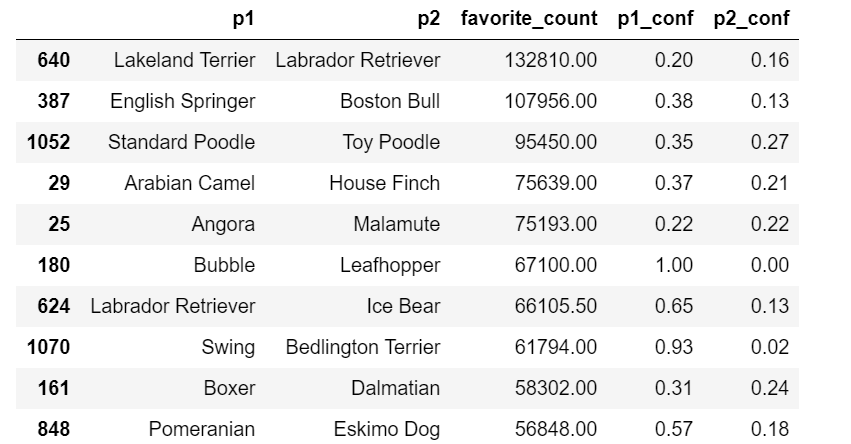 p1 p2 favorite_count p1_conf p2_conf
640 Lakeland Terrier Labrador Retriever 132810.00 0.20 0.16
387 English Springer Boston Bull 107956.00 0.38 0.13
1052 Standard Poodle Toy Poodle 95450.00 0.35 0.27
29 Arabian Camel House Finch 75639.00 0.37 0.21
25 Angora Malamute 75193.00 0.22 0.22
180 Bubble Leafhopper 67100.00 1.00 0.00
624 Labrador Retriever Ice Bear 66105.50 0.65 0.13
1070 Swing Bedlington Terrier 61794.00 0.93 0.02
161 Boxer Dalmatian 58302.00 0.31 0.24
848 Pomeranian Eskimo Dog 56848.00 0.57 0.18